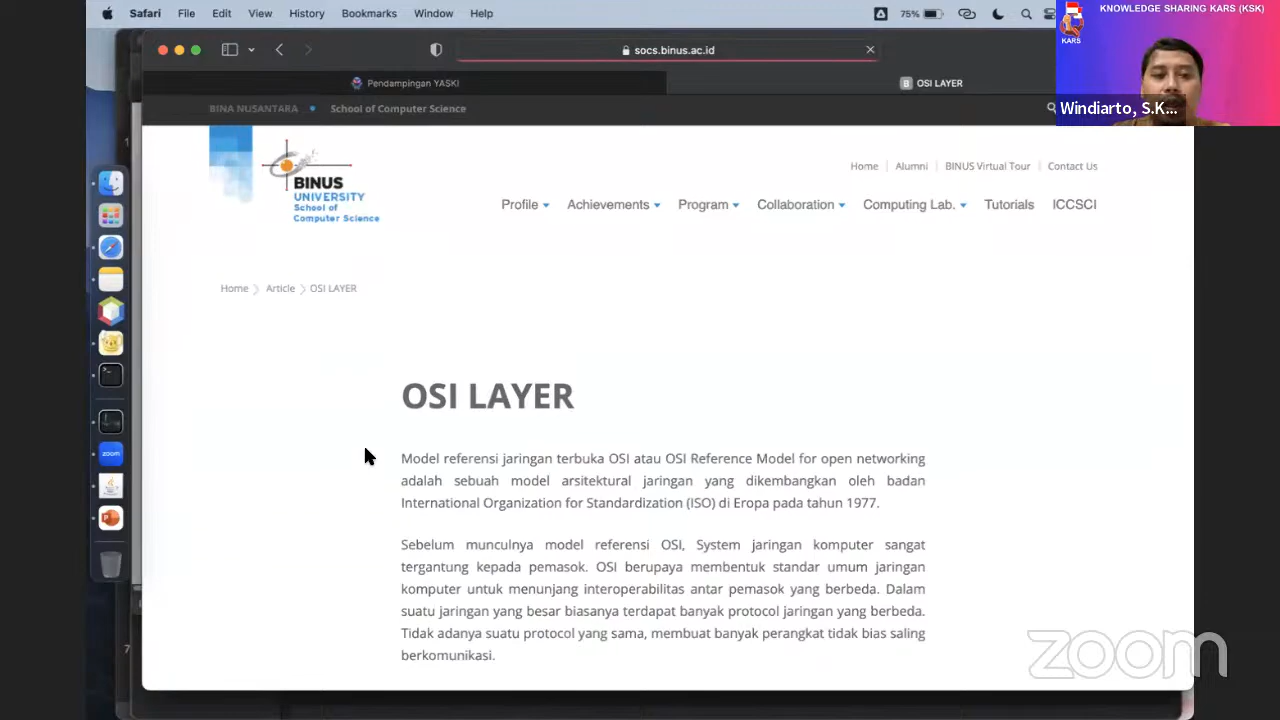 Safari File Edit View History Bookmarks Window Help 75%
KNOWLEDGE SHARING KARS (KSK)
KARS
Windiarto, S.K...
socs.binus.ac.id
Pendampingan YASKI
B OSI LAYER
BINA NUSANTARA School of Computer Science
BINUS
UNIVERSITY
School of
Computer Science
Home Alumni BINUS Virtual Tour Contact Us
Profile Achievements Program Collaboration Computing Lab. Tutorials ICCSCI
Home Article OSI LAYER
OSI LAYER
Model referensi jaringan terbuka OSI atau OSI Reference Model for open networking
adalah sebuah model arsitektural jaringan yang dikembangkan oleh badan
International Organization for Standardization (ISO) di Eropa pada tahun 1977.
Sebelum munculnya model referensi OSI, System jaringan komputer sangat
tergantung kepada pemasok. OSI berupaya membentuk standar umum jaringan
komputer untuk menunjang interoperabilitas antar pemasok yang berbeda. Dalam
suatu jaringan yang besar biasanya terdapat banyak protocol jaringan yang berbeda.
Tidak adanya suatu protocol yang sama, membuat banyak perangkat tidak bias saling
berkomunikasi.
zoom
zoom